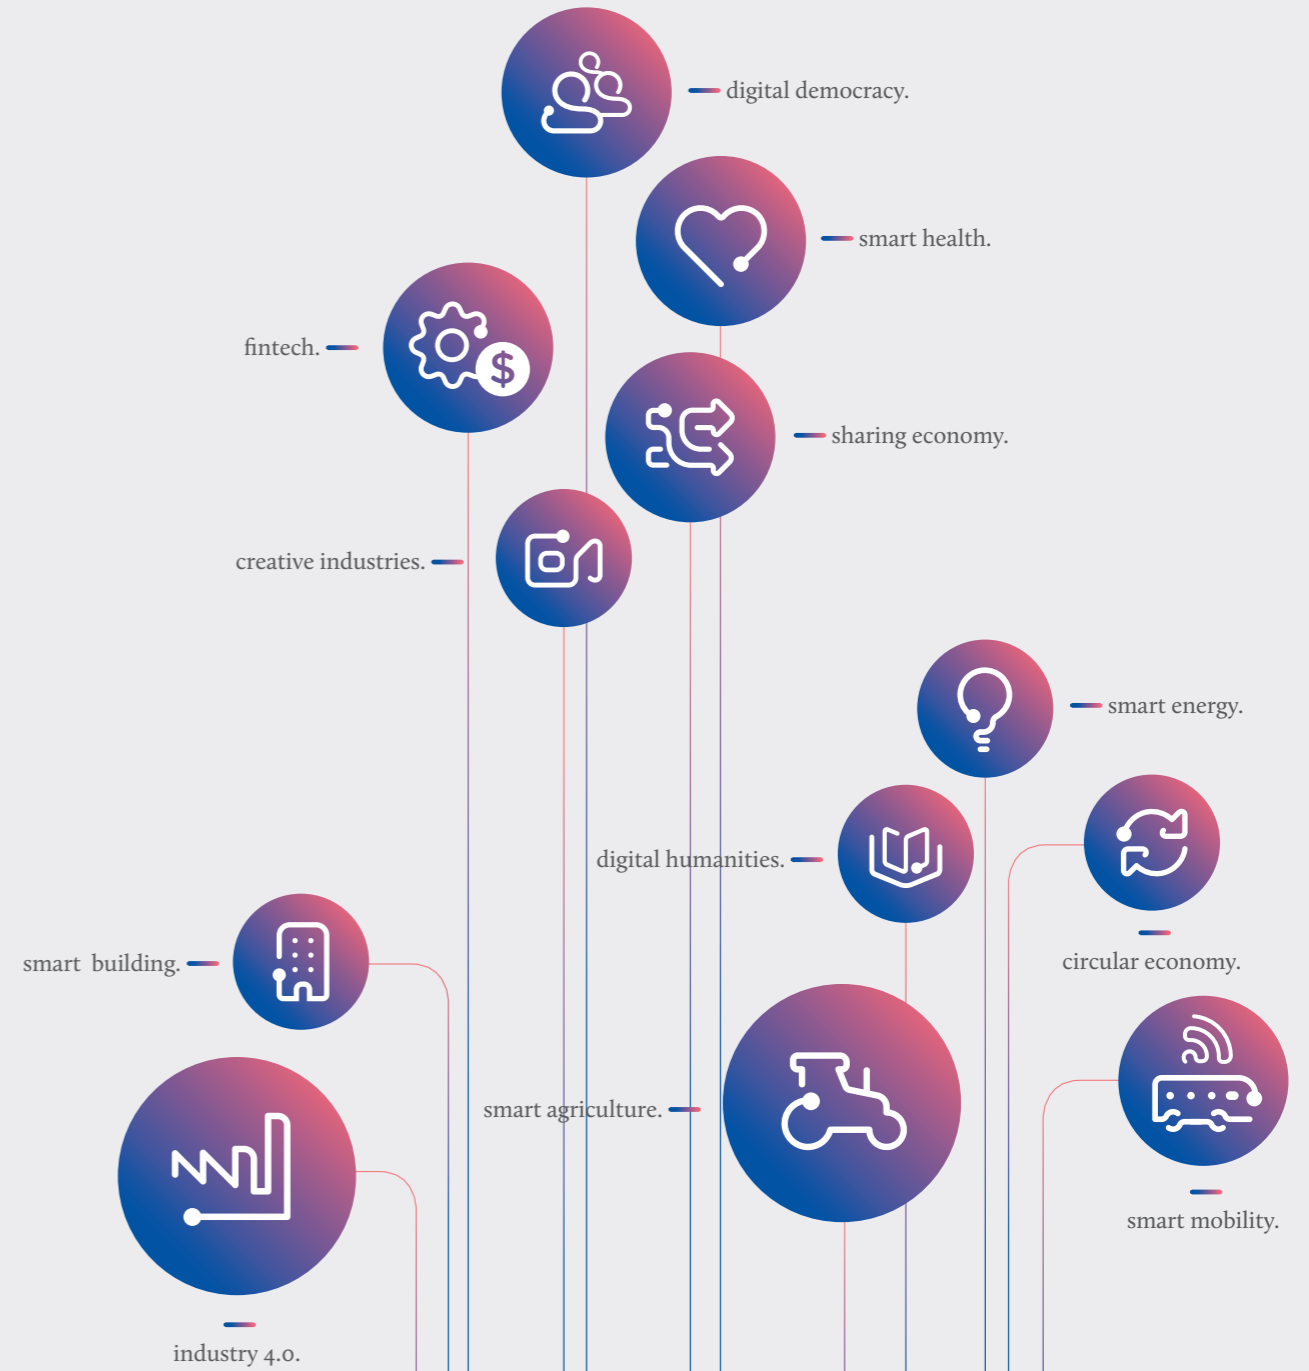 digital democracy.
smart health.
fintech.
$
sharing economy.
creative industries.
smart energy.
digital humanities.
circular economy.
smart building.
smart agriculture.
smart mobility.
industry 4.0.